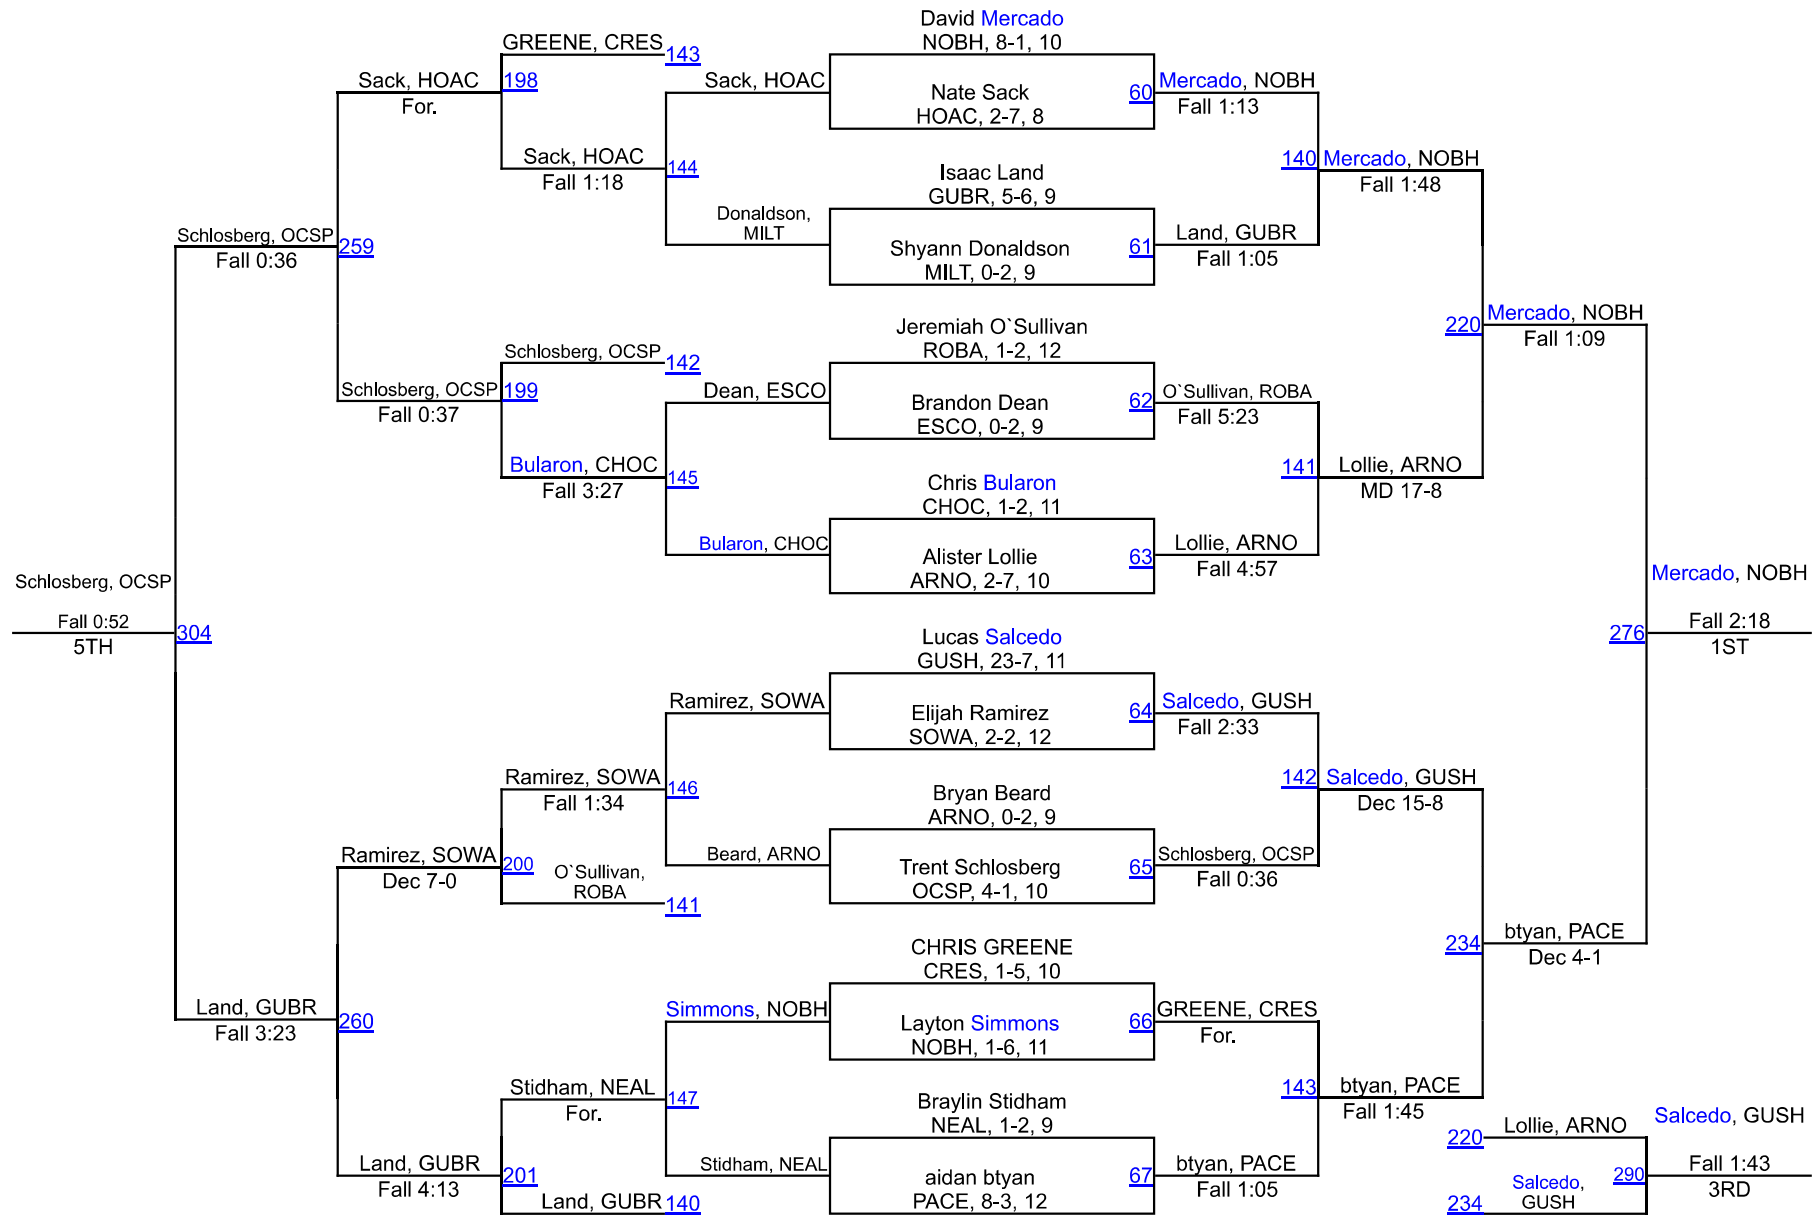 David Mercado
NOBH, 8-1, 10
GREENE, CRES
143
Sack, HOAC
198
For.
Sack, HOAC
Nate Sack
HOAC, 2-7, 8
60
Mercado, NOBH
Fall 1:13
Sack, HOAC
Fall 1:18
144
Isaac Land
GUBR, 5-6, 9
140
Mercado, NOBH
Fall 1:48
Donaldson,
MILT
Shyann Donaldson
MILT, 0-2, 9
61
Land, GUBR
Fall 1:05
Schlosberg, OCSP
Fall 0:36
259
Jeremiah O`Sullivan
ROBA, 1-2, 12
220
Mercado, NOBH
Fall 1:09
Schlosberg, OCSP
142
Schlosberg, OCSP
Fall 0:37
199
Dean, ESCO
Brandon Dean
ESCO, 0-2, 9
62
O`Sullivan, ROBA
Fall 5:23
Bularon, CHOC
Fall 3:27
145
Chris Bularon
CHOC, 1-2, 11
141
Lollie, ARNO
MD 17-8
Bularon, CHOC
Alister Lollie
ARNO, 2-7, 10
63
Lollie, ARNO
Fall 4:57
Schlosberg, OCSP
Fall 0:52
5TH
304
Mercado, NOBH
276
Fall 2:18
1ST
Lucas Salcedo
GUSH, 23-7, 11
Ramirez, SOWA
Elijah Ramirez
SOWA, 2-2, 12
64
Salcedo, GUSH
Fall 2:33
Ramirez, SOWA
Fall 1:34
146
Bryan Beard
ARNO, 0-2, 9
142
Salcedo, GUSH
Dec 15-8
Ramirez, SOWA
Dec 7-0
200
O`Sullivan,
ROBA
141
Beard, ARNO
Trent Schlosberg
OCSP, 4-1, 10
65
Schlosberg, OCSP
Fall 0:36
CHRIS GREENE
CRES, 1-5, 10
234
btyan, PACE
Dec 4-1
Land, GUBR
Fall 3:23
260
Simmons, NOBH
Layton Simmons
NOBH, 1-6, 11
66
GREENE, CRES
For.
Stidham, NEAL
For.
147
Braylin Stidham
NEAL, 1-2, 9
143
btyan, PACE
Fall 1:45
Land, GUBR
Fall 4:13
201
Land, GUBR
140
Stidham, NEAL
aidan btyan
PACE, 8-3, 12
67
btyan, PACE
Fall 1:05
220
Lollie, ARNO
Salcedo, GUSH
234
Salcedo,
GUSH
290
Fall 1:43
3RD